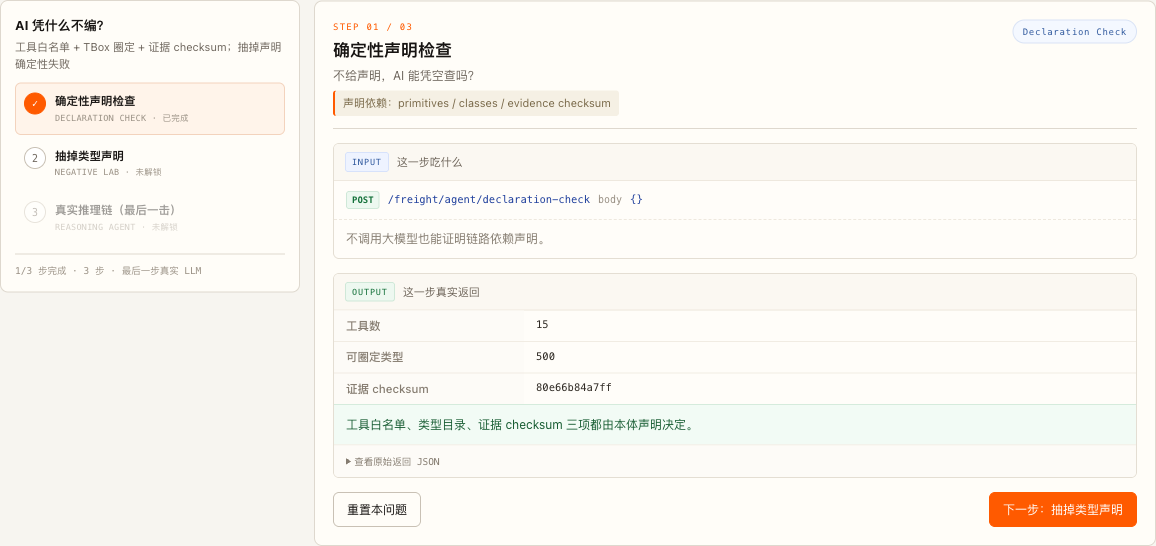 AI 凭什么不编？
工具白名单 + TBox 圈定 + 证据 checksum；抽掉声明
确定性失败
✓
确定性声明检查
DECLARATION CHECK · 已完成
2
抽掉类型声明
NEGATIVE LAB · 未解锁
3
真实推理链（最后一击）
REASONING AGENT · 未解锁
1/3 步完成 · 3 步 · 最后一步真实 LLM
STEP 01 / 03
Declaration Check
确定性声明检查
不给声明，AI 能凭空查吗？
声明依赖：primitives / classes / evidence checksum
INPUT 这一步吃什么
POST /freight/agent/declaration-check body {}
不调用大模型也能证明链路依赖声明。
OUTPUT 这一步真实返回
工具数 15
可圈定类型 500
证据 checksum 80e66b84a7ff
工具白名单、类型目录、证据 checksum 三项都由本体声明决定。
▶ 查看原始返回 JSON
重置本问题
下一步：抽掉类型声明